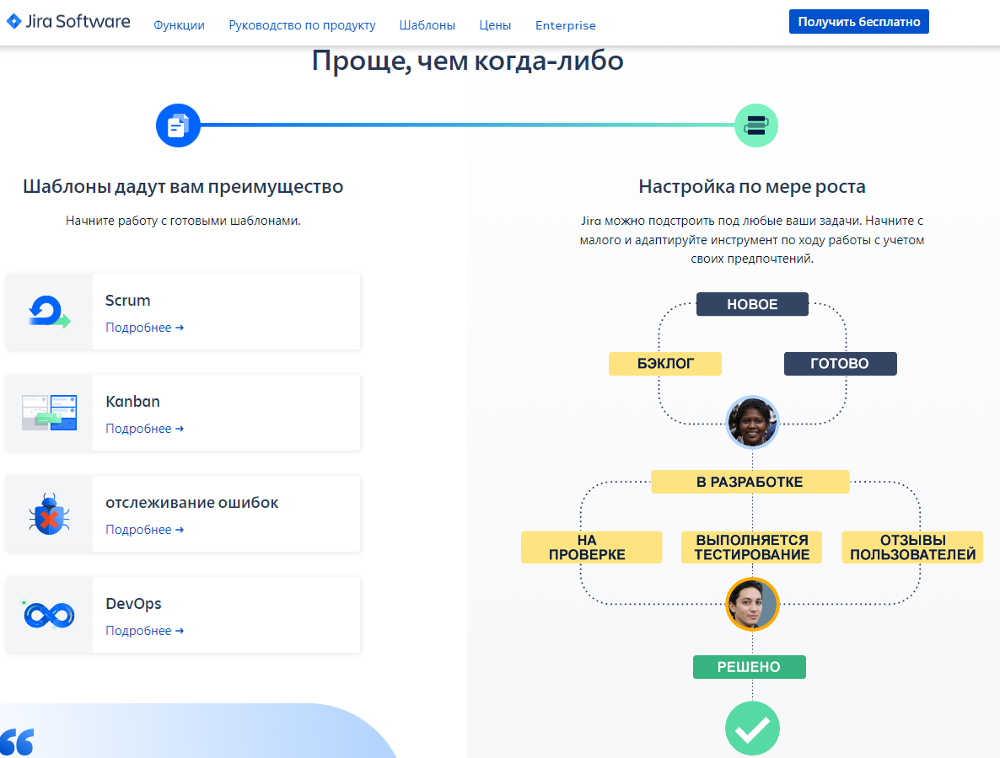 Jira Software
Функции
Руководство по продукту
Шаблоны
Цены
Enterprise
Получить бесплатно
Проще, чем когда-либо
Шаблоны дадут вам преимущество
Начните работу с готовыми шаблонами.
Scrum
Подробнее →
Kanban
Подробнее →
отслеживание ошибок
Подробнее →
DevOps
Подробнее →
Настройка по мере роста
Jira можно подстроить под любые ваши задачи. Начните с
малого и адаптируйте инструмент по ходу работы с учетом
своих предпочтений.
НОВОЕ
БЭКЛОГ
ГОТОВО
В РАЗРАБОТКЕ
НА
ПРОВЕРКЕ
ВЫПОЛНЯЕТСЯ
ТЕСТИРОВАНИЕ
ОТЗЫВЫ
ПОЛЬЗОВАТЕЛЕЙ
РЕШЕНО
“